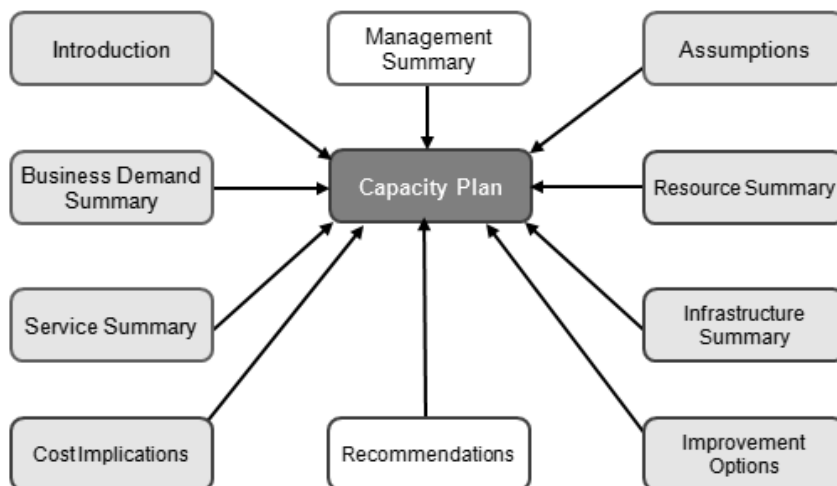 Introduction
Management
Summary
Assumptions
Business Demand
Summary
Capacity Plan
Resource Summary
Service Summary
Infrastructure
Summary
Cost Implications
Recommendations
Improvement
Options